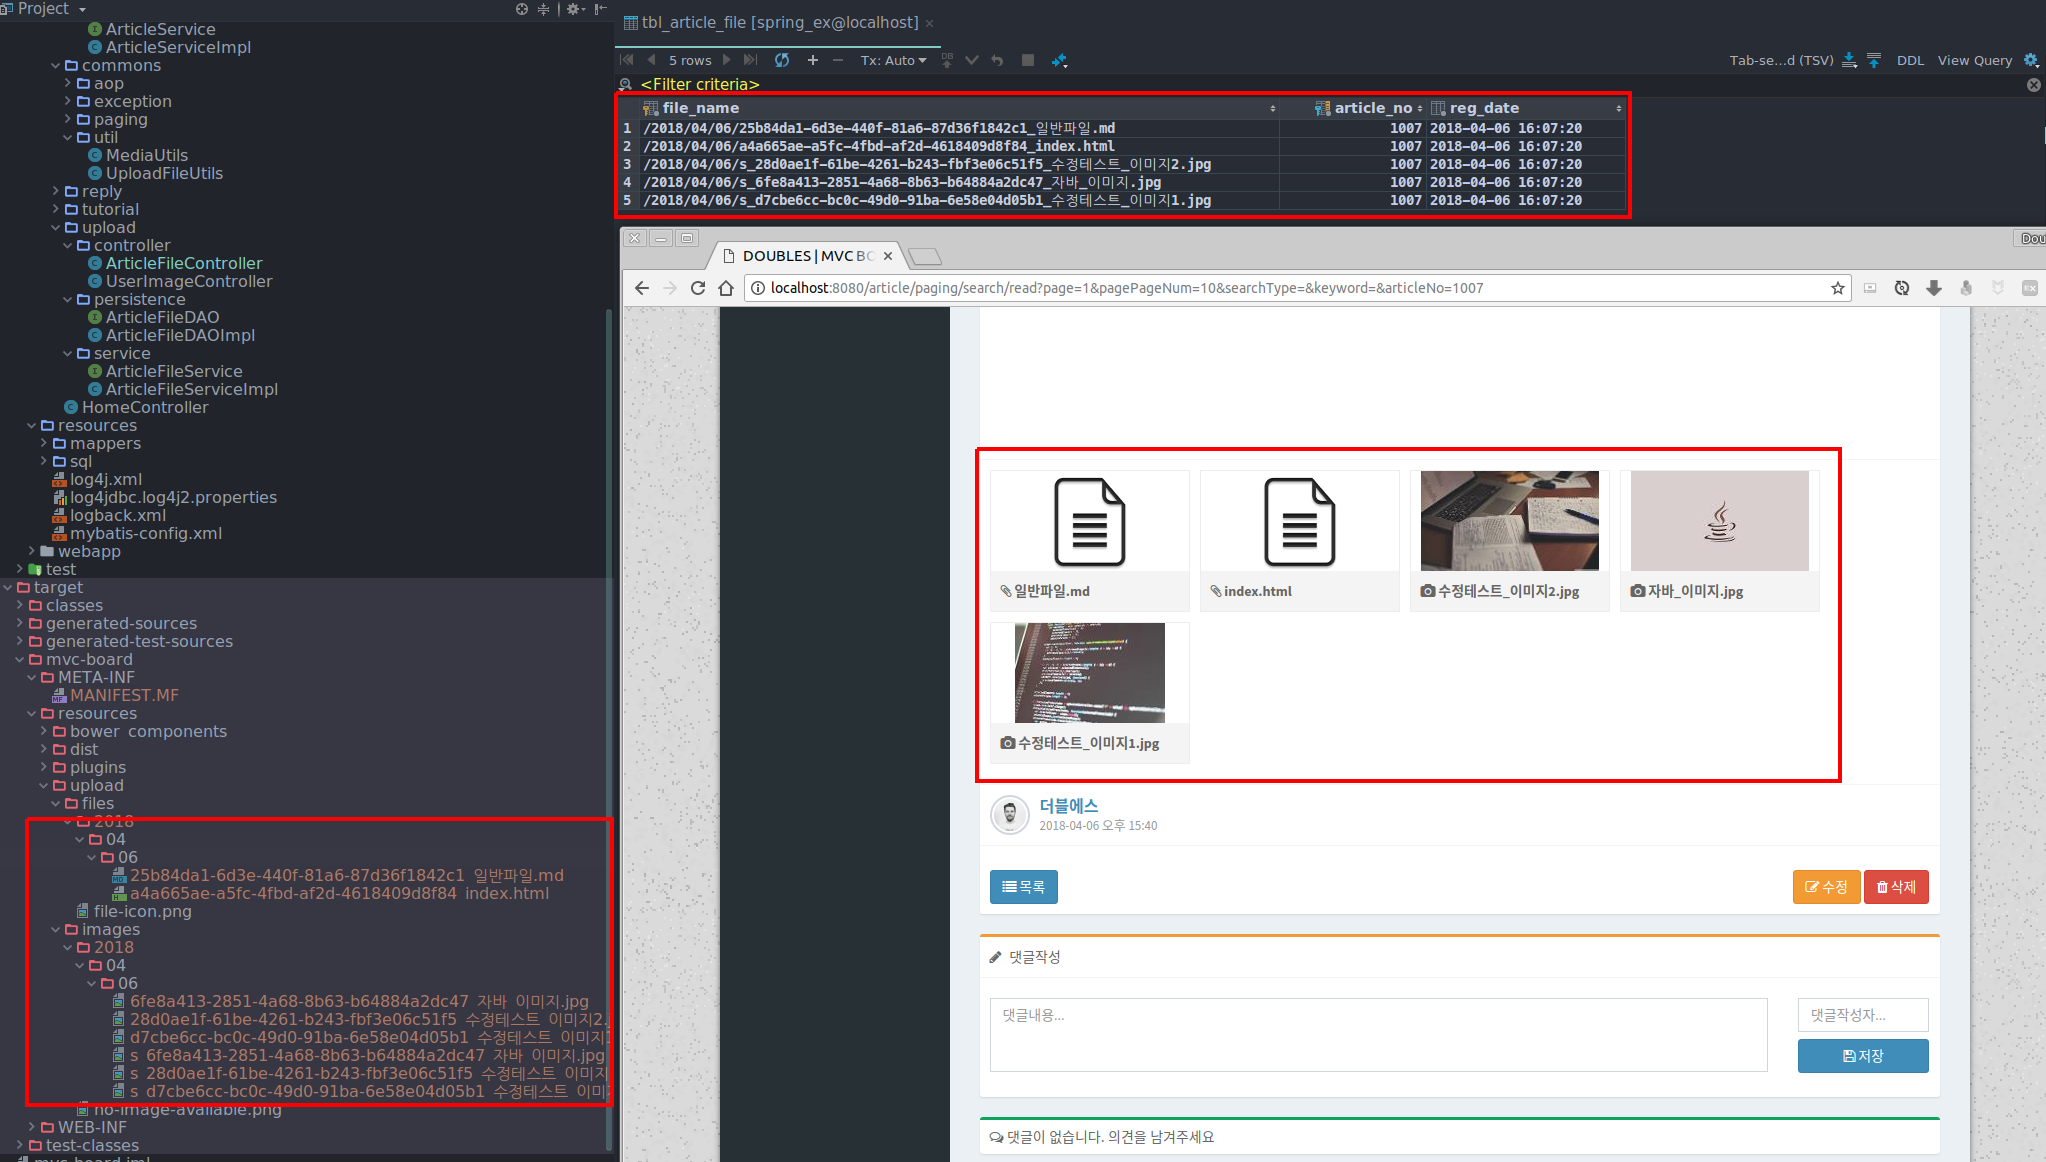 Project
ArticleService
ArticleServiceImpl
commons
aop
exception
paging
util
MediaUtils
UploadFileUtils
reply
tutorial
upload
controller
ArticleFileController
UserImageController
persistence
ArticleFileDAO
ArticleFileDAOImpl
service
ArticleFileService
ArticleFileServiceImpl
HomeController
resources
mappers
sql
log4j.xml
log4jdbc.log4j2.properties
logback.xml
mybatis-config.xml
webapp
test
target
classes
generated-sources
generated-test-sources
mvc-board
META-INF
MANIFEST.MF
resources
bower_components
dist
plugins
upload
files
2018
04
06
25b84da1-6d3e-440f-81a6-87d36f1842c1_일반파일.md
a4a665ae-a5fc-4fbd-af2d-4618409d8f84_index.html
file-icon.png
images
2018
04
06
6fe8a413-2851-4a68-8b63-b64884a2dc47_자바_이미지.jpg
28d0ae1f-61be-4261-b243-fbf3e06c51f5_수정테스트_이미지2.j
d7cbe6cc-bc0c-49d0-91ba-6e58e04d05b1_수정테스트_이미지1
s_6fe8a413-2851-4a68-8b63-b64884a2dc47_자바_이미지.jpg
s_28d0ae1f-61be-4261-b243-fbf3e06c51f5_수정테스트_이미지
s_d7cbe6cc-bc0c-49d0-91ba-6e58e04d05b1_수정테스트_이미
no-image-available.png
WEB-INF
test-classes
mvc-board.iml
tbl_article_file [spring_ex@localhost]
5 rows Tx: Auto DB Tab-se...d (TSV) DDL View Query
<Filter criteria>
file_name article_no reg_date
1 /2018/04/06/25b84da1-6d3e-440f-81a6-87d36f1842c1_일반파일.md 1007 2018-04-06 16:07:20
2 /2018/04/06/a4a665ae-a5fc-4fbd-af2d-4618409d8f84_index.html 1007 2018-04-06 16:07:20
3 /2018/04/06/s_28d0ae1f-61be-4261-b243-fbf3e06c51f5_수정테스트_이미지2.jpg 1007 2018-04-06 16:07:20
4 /2018/04/06/s_6fe8a413-2851-4a68-8b63-b64884a2dc47_자바_이미지.jpg 1007 2018-04-06 16:07:20
5 /2018/04/06/s_d7cbe6cc-bc0c-49d0-91ba-6e58e04d05b1_수정테스트_이미지1.jpg 1007 2018-04-06 16:07:20
Dou
DOUBLES | MVC BC
localhost:8080/article/paging/search/read?page=1&pagePageNum=10&searchType=&keyword=&articleNo=1007
일반파일.md
index.html
수정테스트_이미지2.jpg
자바_이미지.jpg
수정테스트_이미지1.jpg
더블에스
2018-04-06 오후 15:40
목록
수정
삭제
댓글작성
댓글내용...
댓글작성자...
저장
댓글이 없습니다. 의견을 남겨주세요